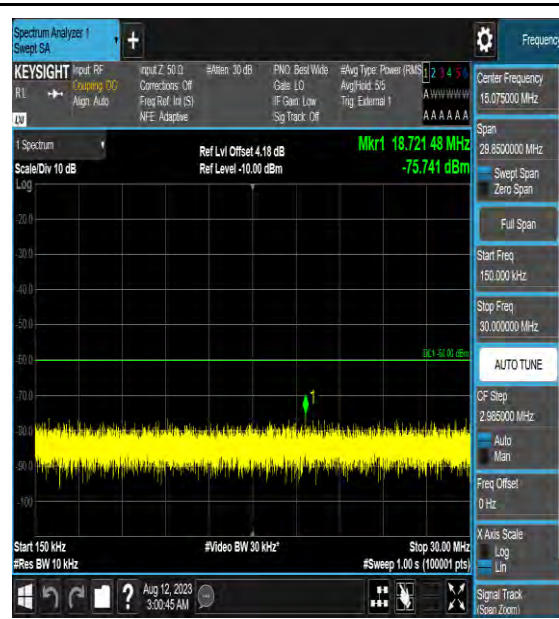 Spectrum Analyzer 1
Swept SA
+
Frequency
KEYSIGHT
RL
LW
Input: RF
Coupling: DC
Align: Auto
Input Z: 50 Ω
Corrections: Off
Freq Ref: Int (S)
NFE: Adaptive
#Atten: 30 dB
PNO: Best Wide
Gate: LO
IF Gain: Low
Sig Track: Off
#Avg Type: Power (RMS
Avg|Hold: 5/5
Trig: External 1
1 2 3 4 5 6
A W W W W W
A A A A A A
1 Spectrum
Scale/Div 10 dB
Ref Lvl Offset 4.18 dB
Ref Level -10.00 dBm
Mkr1 18.721 48 MHz
-75.741 dBm
Log
-20.0
-30.0
-40.0
-50.0
-60.0
-70.0
-80.0
-90.0
-100
DL1 -60.00 dBm
1
Start 150 kHz
#Res BW 10 kHz
#Video BW 30 kHz*
Stop 30.00 MHz
#Sweep 1.00 s (100001 pts)
Aug 12, 2023
3:00:45 AM
Center Frequency
15.075000 MHz
Span
29.8500000 MHz
Swept Span
Zero Span
Full Span
Start Freq
150.000 kHz
Stop Freq
30.000000 MHz
AUTO TUNE
CF Step
2.985000 MHz
Auto
Man
Freq Offset
0 Hz
X Axis Scale
Log
Lin
Signal Track
(Span Zoom)